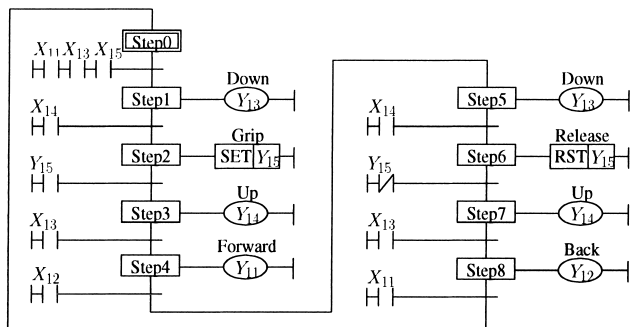 Step0
X11 X13 X15
Down
Step1 Y13
X14
Grip
Step2 SET Y15
Y15
Up
Step3 Y14
X13
Forward
Step4 Y11
X12
Down
Step5 Y13
X14
Release
Step6 RST Y15
Y15
Up
Step7 Y14
X13
Back
Step8 Y12
X11